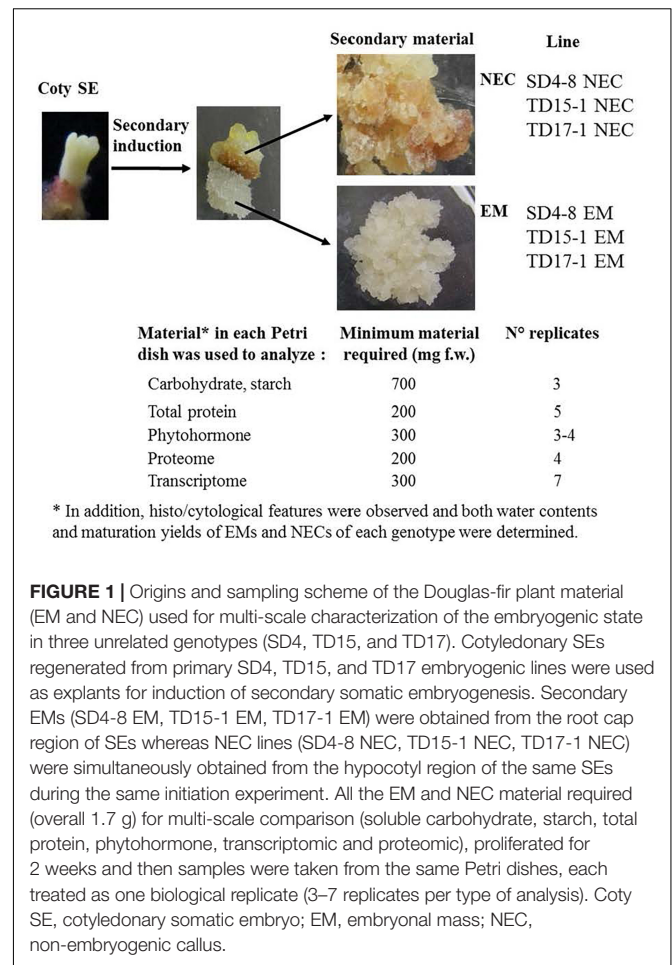 Secondary material
Line
Coty SE
Secondary
induction
NEC
SD4-8 NEC
TD15-1 NEC
TD17-1 NEC
EM
SD4-8 EM
TD15-1 EM
TD17-1 EM
Material* in each Petri
dish was used to analyze :
Minimum material
required (mg f.w.)
N° replicates
Carbohydrate, starch 700 3
Total protein 200 5
Phytohormone 300 3-4
Proteome 200 4
Transcriptome 300 7
* In addition, histo/cytological features were observed and both water contents
and maturation yields of EMs and NECs of each genotype were determined.
FIGURE 1 | Origins and sampling scheme of the Douglas-fir plant material
(EM and NEC) used for multi-scale characterization of the embryogenic state
in three unrelated genotypes (SD4, TD15, and TD17). Cotyledonary SEs
regenerated from primary SD4, TD15, and TD17 embryogenic lines were used
as explants for induction of secondary somatic embryogenesis. Secondary
EMs (SD4-8 EM, TD15-1 EM, TD17-1 EM) were obtained from the root cap
region of SEs whereas NEC lines (SD4-8 NEC, TD15-1 NEC, TD17-1 NEC)
were simultaneously obtained from the hypocotyl region of the same SEs
during the same initiation experiment. All the EM and NEC material required
(overall 1.7 g) for multi-scale comparison (soluble carbohydrate, starch, total
protein, phytohormone, transcriptomic and proteomic), proliferated for
2 weeks and then samples were taken from the same Petri dishes, each
treated as one biological replicate (3–7 replicates per type of analysis). Coty
SE, cotyledonary somatic embryo; EM, embryonal mass; NEC,
non-embryogenic callus.